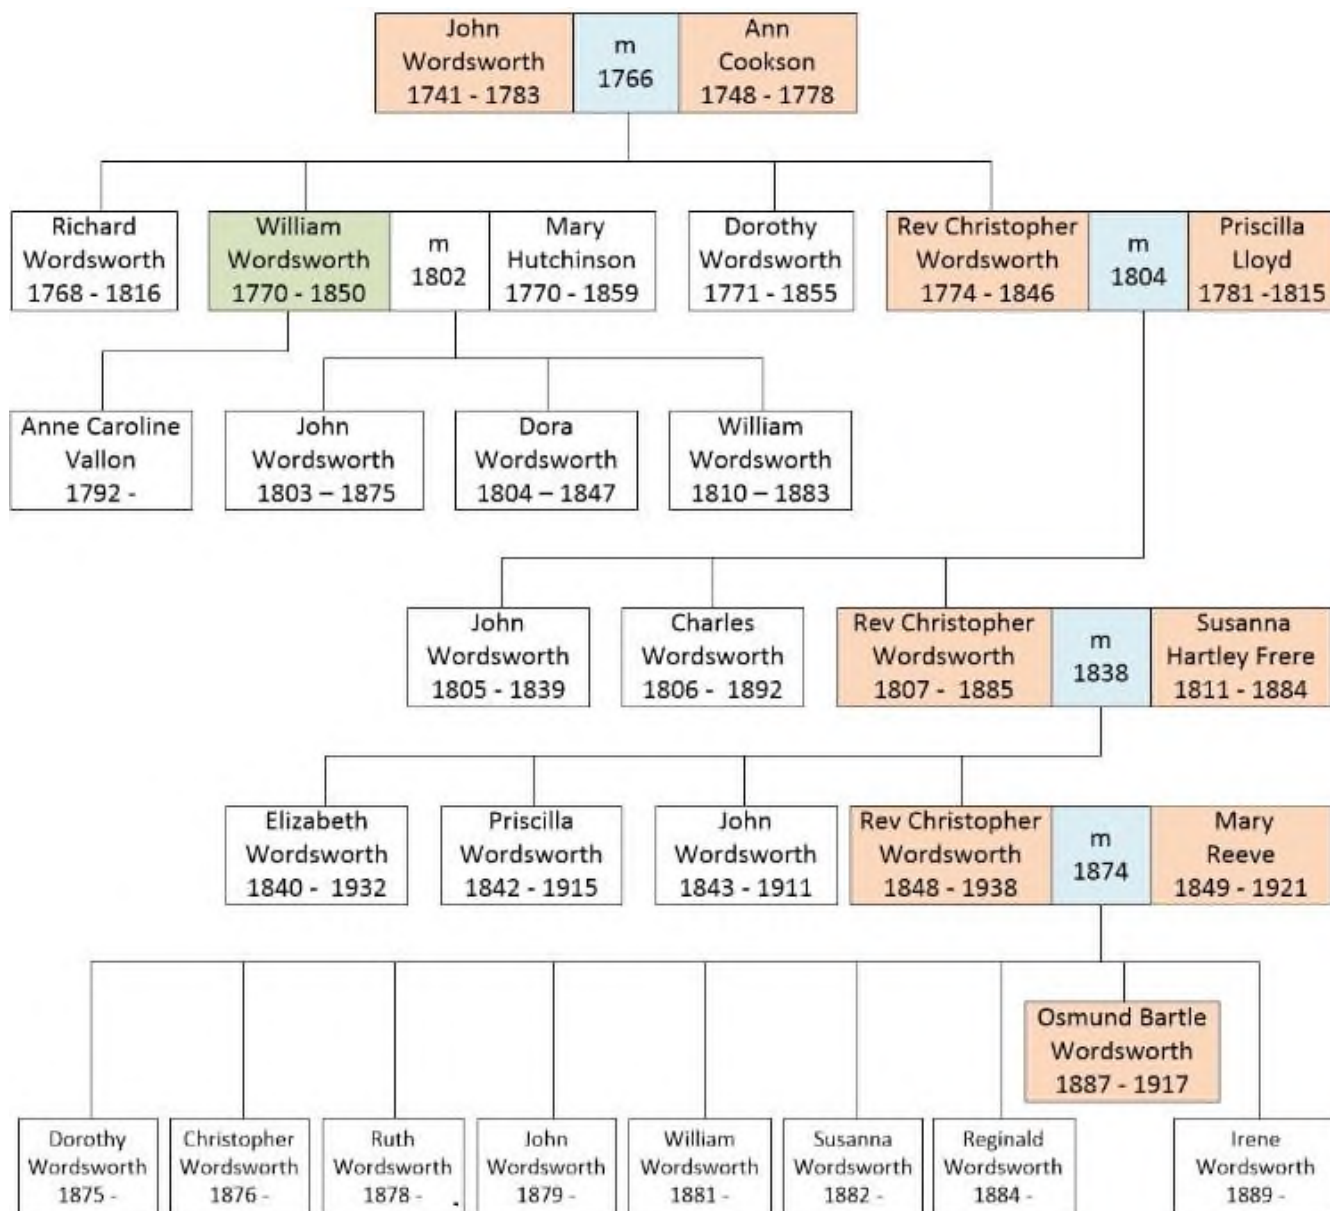 John
Wordsworth
1741 - 1783
m
1766
Ann
Cookson
1748 - 1778
Richard
Wordsworth
1768 - 1816
William
Wordsworth
1770 - 1850
m
1802
Mary
Hutchinson
1770 - 1859
Dorothy
Wordsworth
1771 - 1855
Rev Christopher
Wordsworth
1774 - 1846
m
1804
Priscilla
Lloyd
1781 -1815
Anne Caroline
Vallon
1792 -
John
Wordsworth
1803 – 1875
Dora
Wordsworth
1804 – 1847
William
Wordsworth
1810 – 1883
John
Wordsworth
1805 - 1839
Charles
Wordsworth
1806 - 1892
Rev Christopher
Wordsworth
1807 - 1885
m
1838
Susanna
Hartley Frere
1811 - 1884
Elizabeth
Wordsworth
1840 - 1932
Priscilla
Wordsworth
1842 - 1915
John
Wordsworth
1843 - 1911
Rev Christopher
Wordsworth
1848 - 1938
m
1874
Mary
Reeve
1849 - 1921
Osmund Bartle
Wordsworth
1887 - 1917
Dorothy
Wordsworth
1875 -
Christopher
Wordsworth
1876 -
Ruth
Wordsworth
1878 -
John
Wordsworth
1879 -
William
Wordsworth
1881 -
Susanna
Wordsworth
1882 -
Reginald
Wordsworth
1884 -
Irene
Wordsworth
1889 -